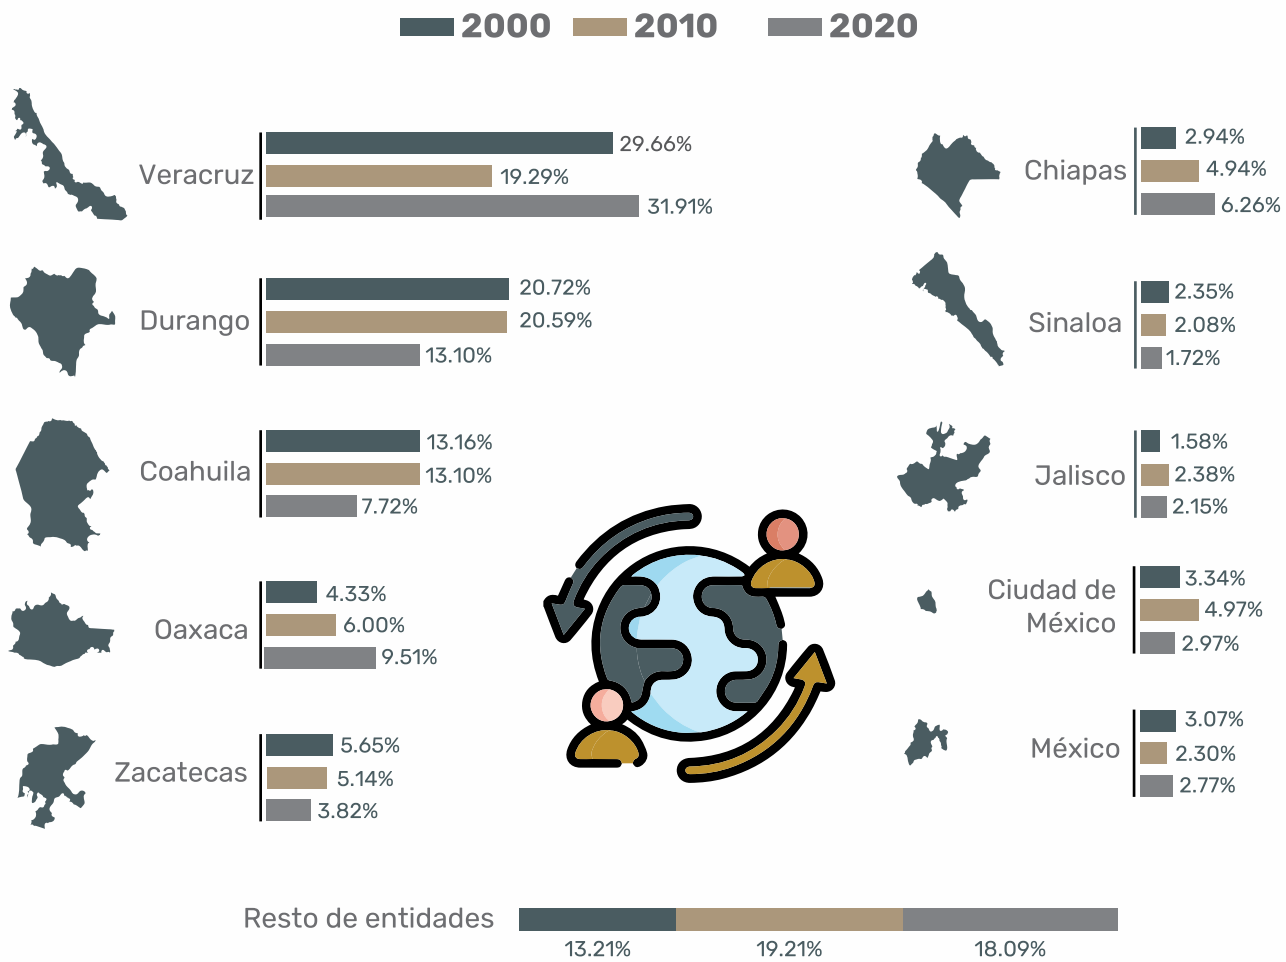 2000 2010 2020
Veracruz
29.66%
19.29%
31.91%
Durango
20.72%
20.59%
13.10%
Coahuila
13.16%
13.10%
7.72%
Oaxaca
4.33%
6.00%
9.51%
Zacatecas
5.65%
5.14%
3.82%
Chiapas
2.94%
4.94%
6.26%
Sinaloa
2.35%
2.08%
1.72%
Jalisco
1.58%
2.38%
2.15%
Ciudad de
México
3.34%
4.97%
2.97%
México
3.07%
2.30%
2.77%
Resto de entidades
13.21% 19.21% 18.09%